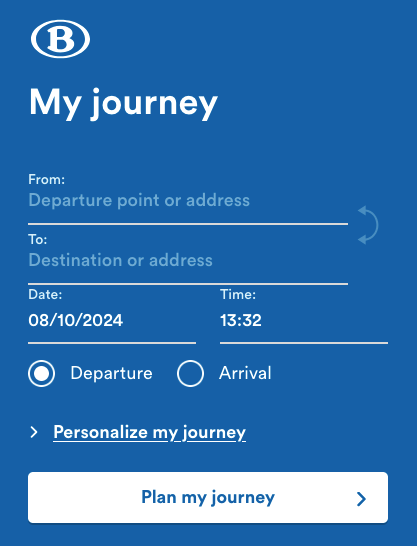 B
My journey
From:
Departure point or address
To:
Destination or address
Date:
Time:
08/10/2024
13:32
Departure
Arrival
Personalize my journey
Plan my journey